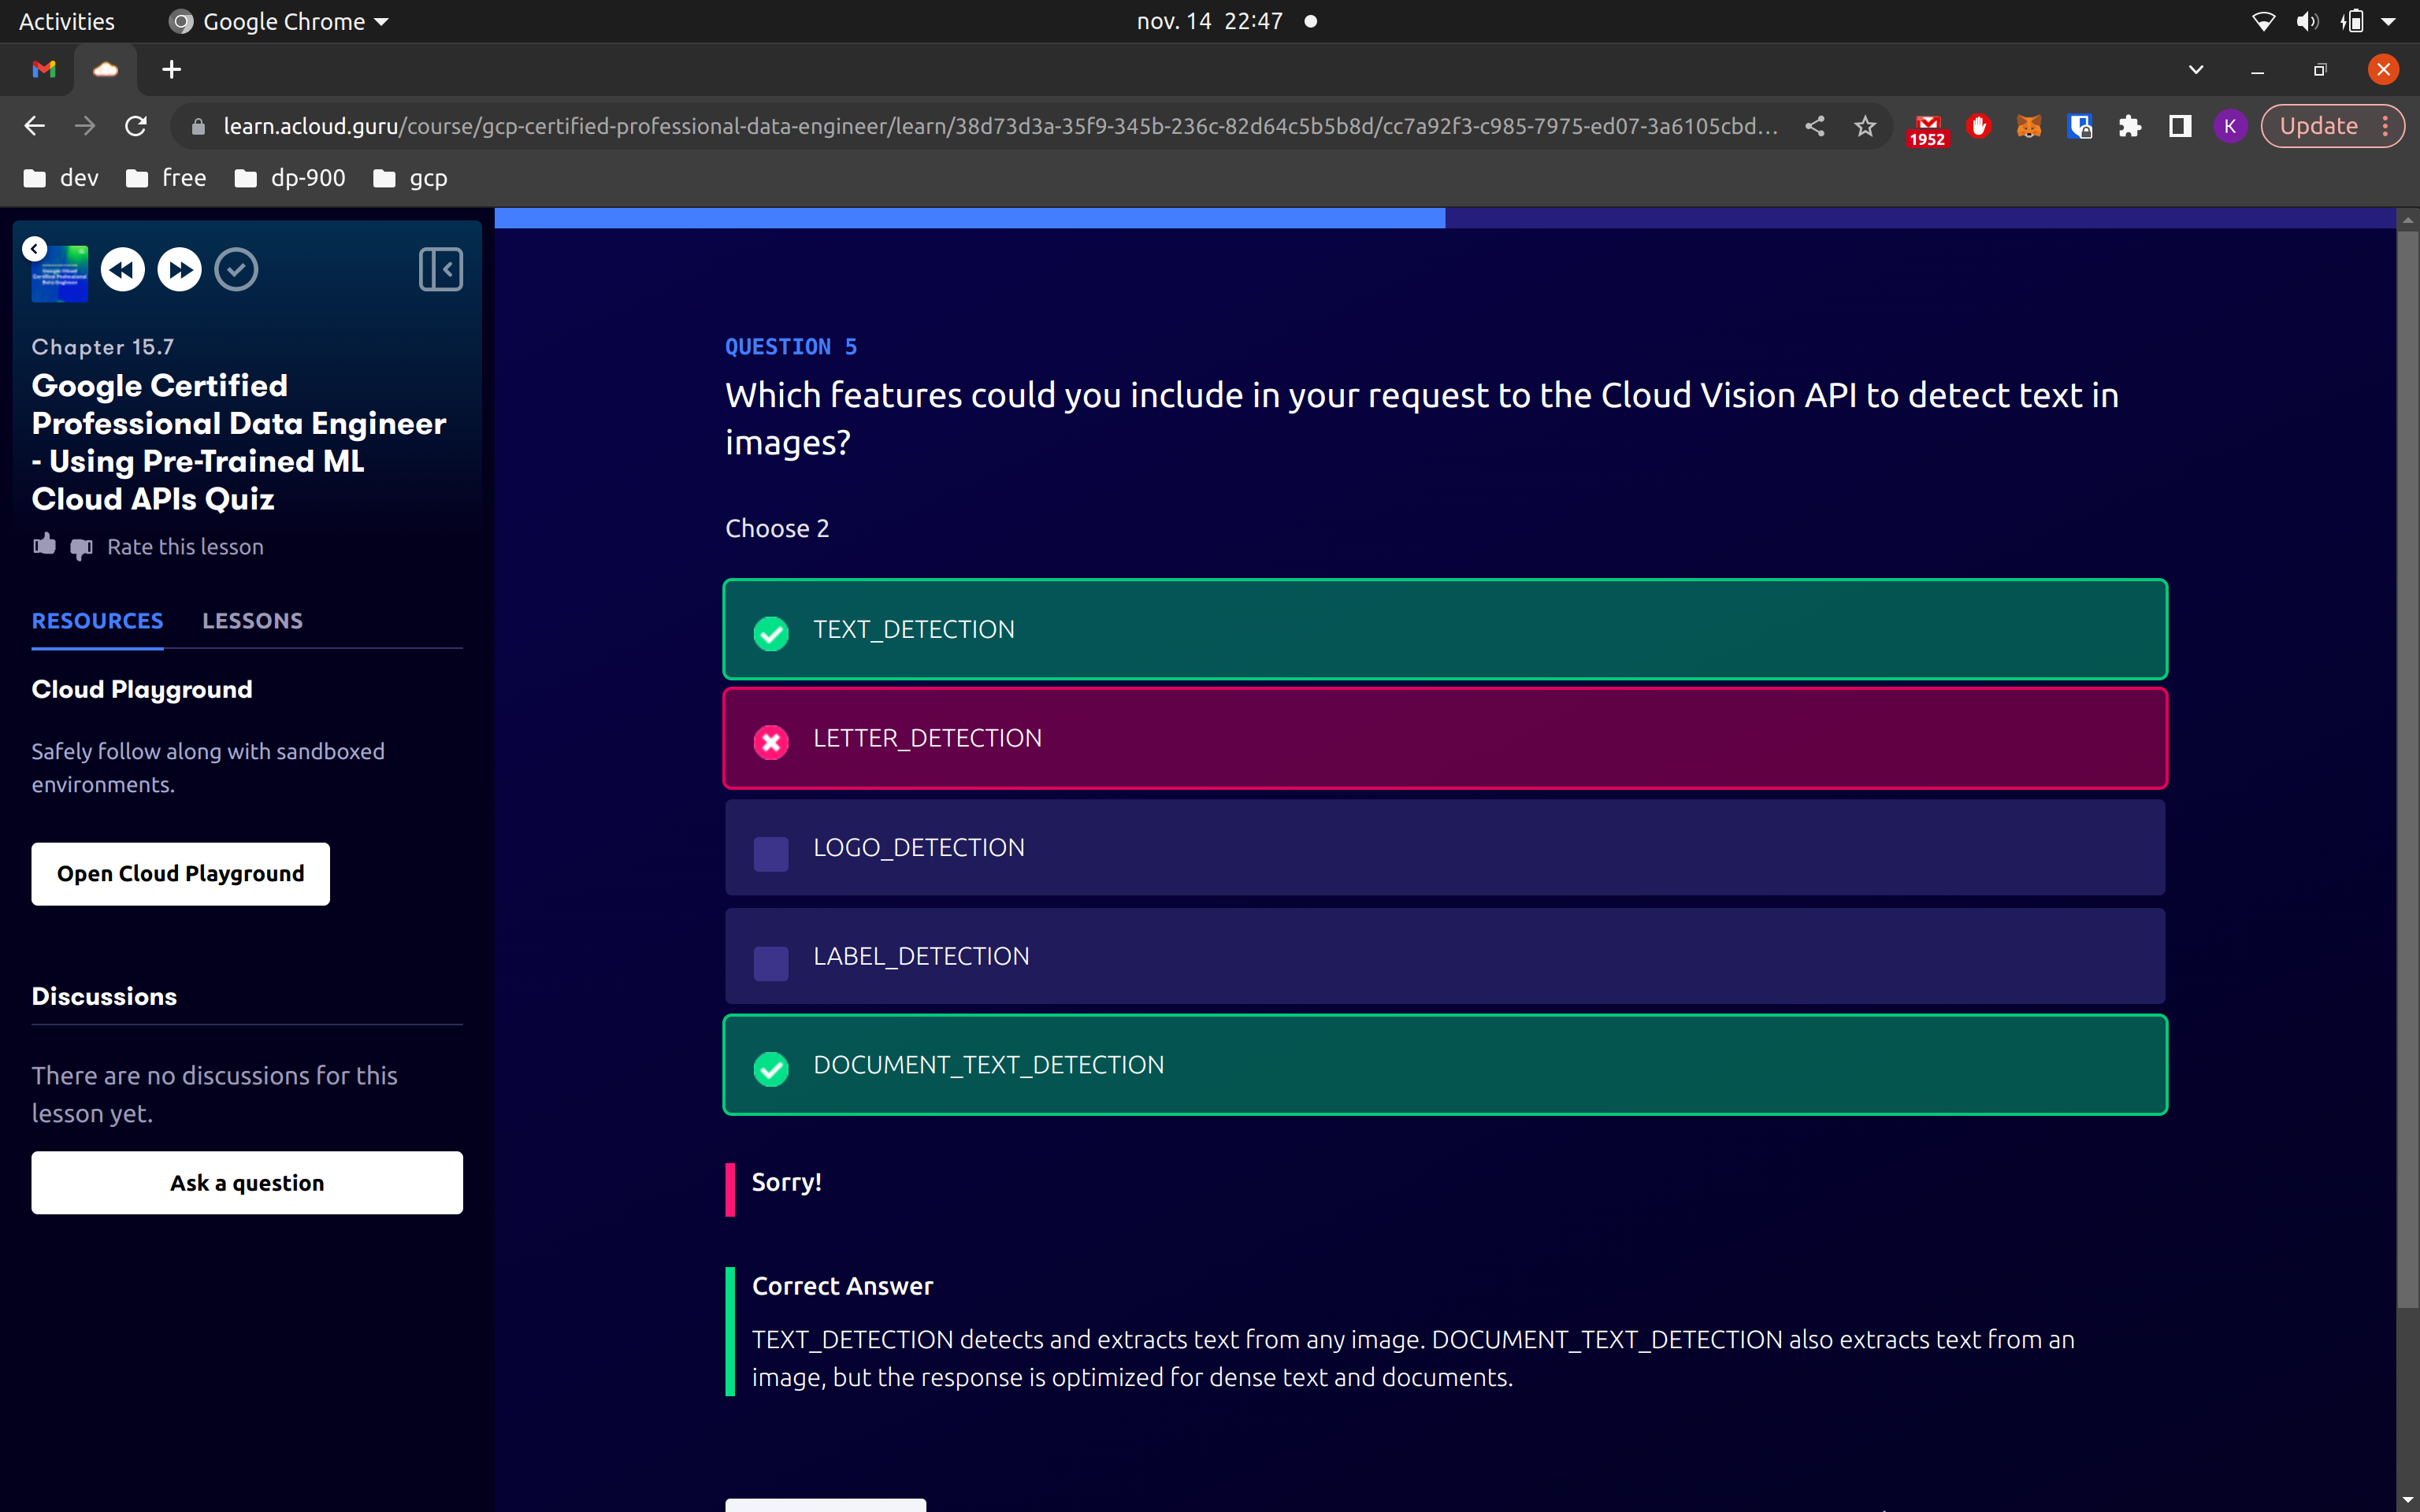 Activities
Google Chrome
nov. 14 22:47
learn.acloud.guru/course/gcp-certified-professional-data-engineer/learn/38d73d3a-35f9-345b-236c-82d64c5b5b8d/cc7a92f3-c985-7975-ed07-3a6105cbd...
1952
K
Update
dev
free
dp-900
gcp
Chapter 15.7
Google Certified
Professional Data Engineer
- Using Pre-Trained ML
Cloud APIs Quiz
Rate this lesson
RESOURCES
LESSONS
Cloud Playground
Safely follow along with sandboxed
environments.
Open Cloud Playground
Discussions
There are no discussions for this
lesson yet.
Ask a question
QUESTION 5
Which features could you include in your request to the Cloud Vision API to detect text in
images?
Choose 2
TEXT_DETECTION
LETTER_DETECTION
LOGO_DETECTION
LABEL_DETECTION
DOCUMENT_TEXT_DETECTION
Sorry!
Correct Answer
TEXT_DETECTION detects and extracts text from any image. DOCUMENT_TEXT_DETECTION also extracts text from an
image, but the response is optimized for dense text and documents.